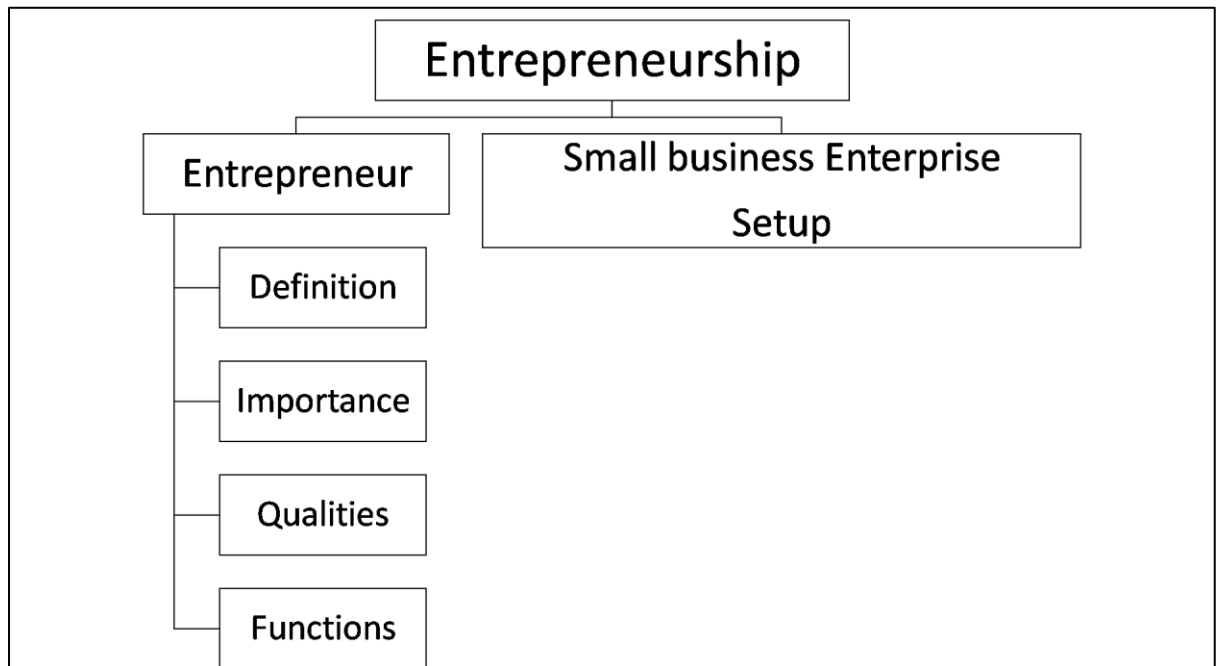 Entrepreneurship
Entrepreneur
Small business Enterprise
Setup
Definition
Importance
Qualities
Functions